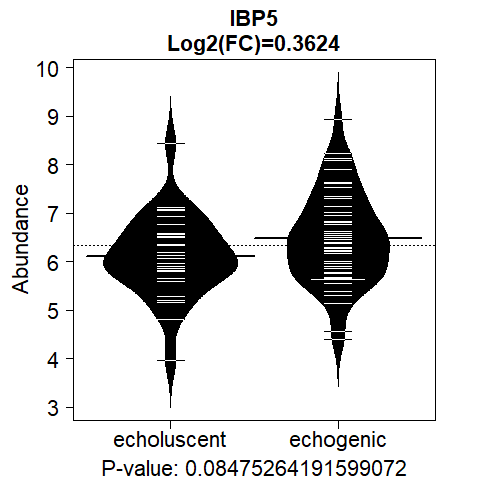 IBP5
Log2(FC)=0.3624
10
9
8
7
6
5
4
3
Abundance
echoluscent echogenic
P-value: 0.08475264191599072